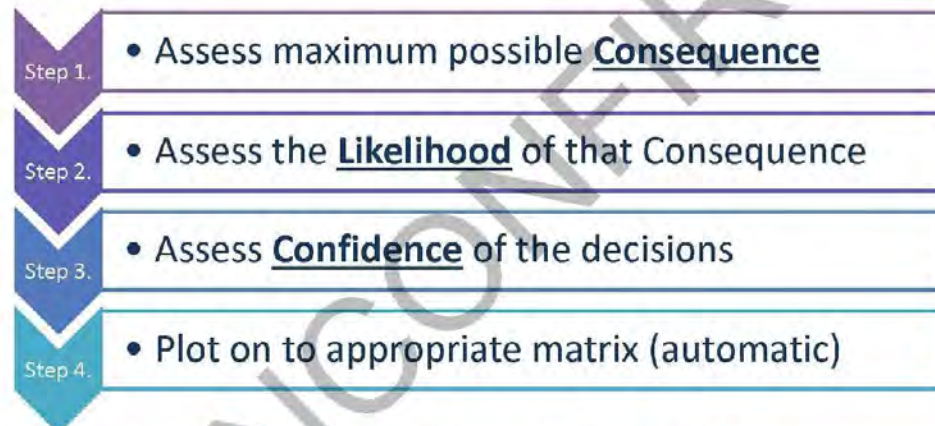 Step 1.
• Assess maximum possible Consequence
Step 2.
• Assess the Likelihood of that Consequence
Step 3.
• Assess Confidence of the decisions
Step 4.
• Plot on to appropriate matrix (automatic)
NCONFIR